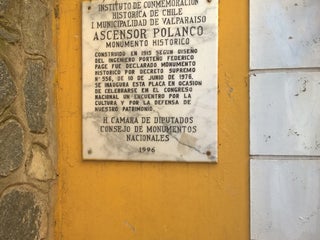 INSTITUTO DE CONMEMORACION
HISTORICA DE CHILE
I MUNICIPALIDAD DE VALPARAISO
ASCENSOR POLANCO
MONUMENTO HISTORICO
CONSTRUIDO EN 1915 SEGUN DISEÑO
DEL INGENIERO PORTEÑO FEDERICO
PAGE FUE DECLARADO MONUMENTO
HISTORICO POR DECRETO SUPREMO
N° 556, DE 10 DE JUNIO DE 1976,
SE INAUGURA ESTA PLACA EN OCASION
DE CELEBRARSE EN EL CONGRESO
NACIONAL UN ENCUENTRO POR LA
CULTURA Y POR LA DEFENSA DE
NUESTRO PATRIMONIO.
H. CAMARA DE DIPUTADOS
CONSEJO DE MONUMENTOS
NACIONALES
1996